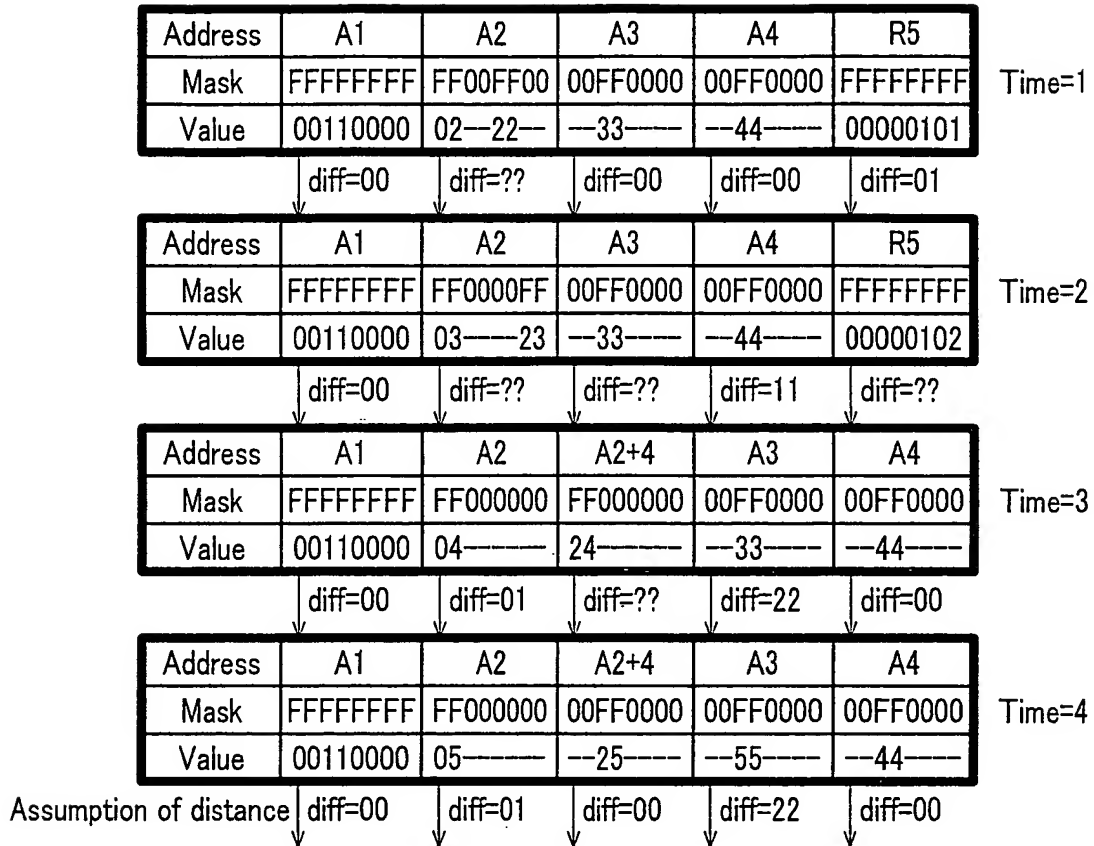 Address A1 A2 A3 A4 R5
Mask FFFFFFFF FF00FF00 00FF0000 00FF0000 FFFFFFFF Time=1
Value 00110000 02--22-- --33---- --44---- 00000101
diff=00 diff=?? diff=00 diff=00 diff=01
Address A1 A2 A3 A4 R5
Mask FFFFFFFF FF0000FF 00FF0000 00FF0000 FFFFFFFF Time=2
Value 00110000 03----23 --33---- --44---- 00000102
diff=00 diff=?? diff=?? diff=11 diff=??
Address A1 A2 A2+4 A3 A4
Mask FFFFFFFF FF000000 FF000000 00FF0000 00FF0000 Time=3
Value 00110000 04------ 24------ --33---- --44----
diff=00 diff=01 diff=?? diff=22 diff=00
Address A1 A2 A2+4 A3 A4
Mask FFFFFFFF FF000000 00FF0000 00FF0000 00FF0000 Time=4
Value 00110000 05------ --25---- --55---- --44----
Assumption of distance diff=00 diff=01 diff=00 diff=22 diff=00